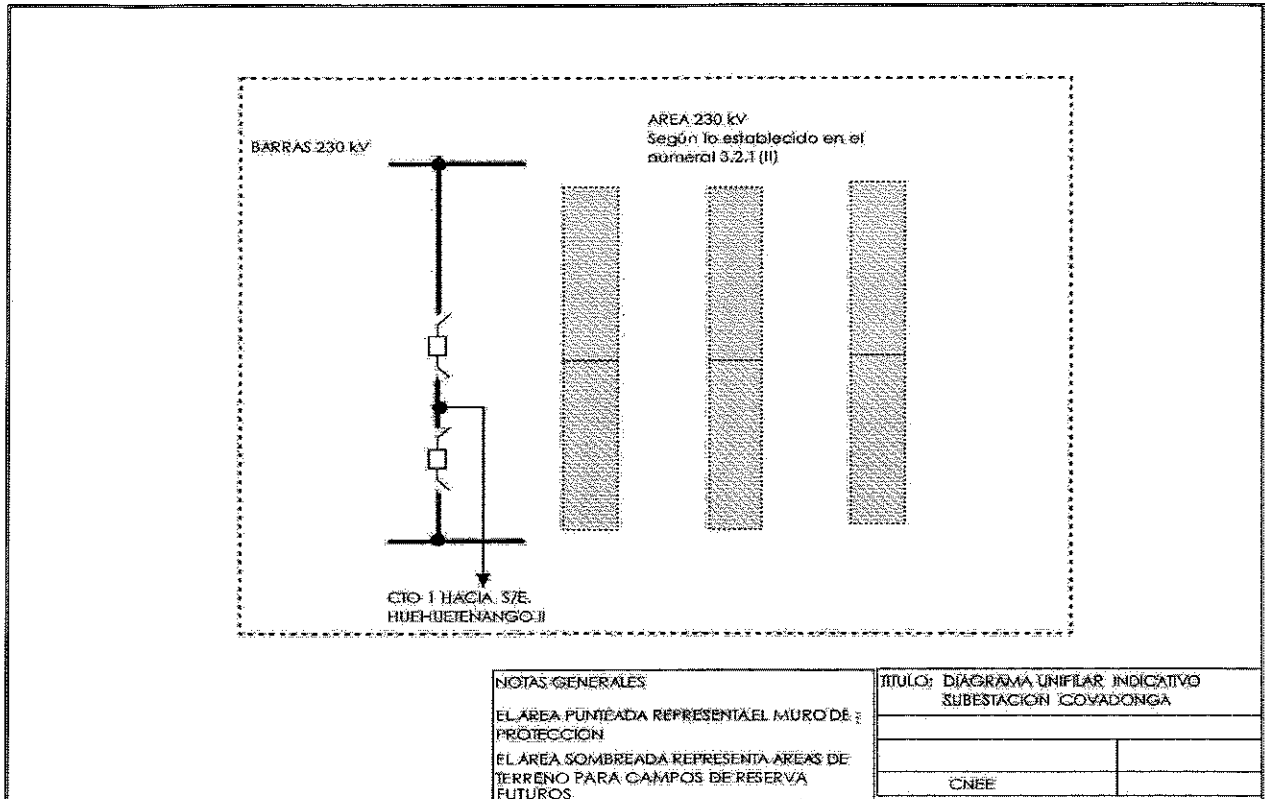 BARRAS 230 kV
AREA 230 kV
Según lo establecido en el
numeral 3.2.1 (II)
CTO 1 HACIA S/E.
HUEHUETENANGO II
NOTAS GENERALES
EL AREA PUNTEADA REPRESENTA EL MURO DE
PROTECCION
EL AREA SOMBREADA REPRESENTA AREAS DE
TERRENO PARA CAMPOS DE RESERVA
FUTUROS
TITULO: DIAGRAMA UNIFILAR INDICATIVO
SUBESTACION COVADONGA
CNEE